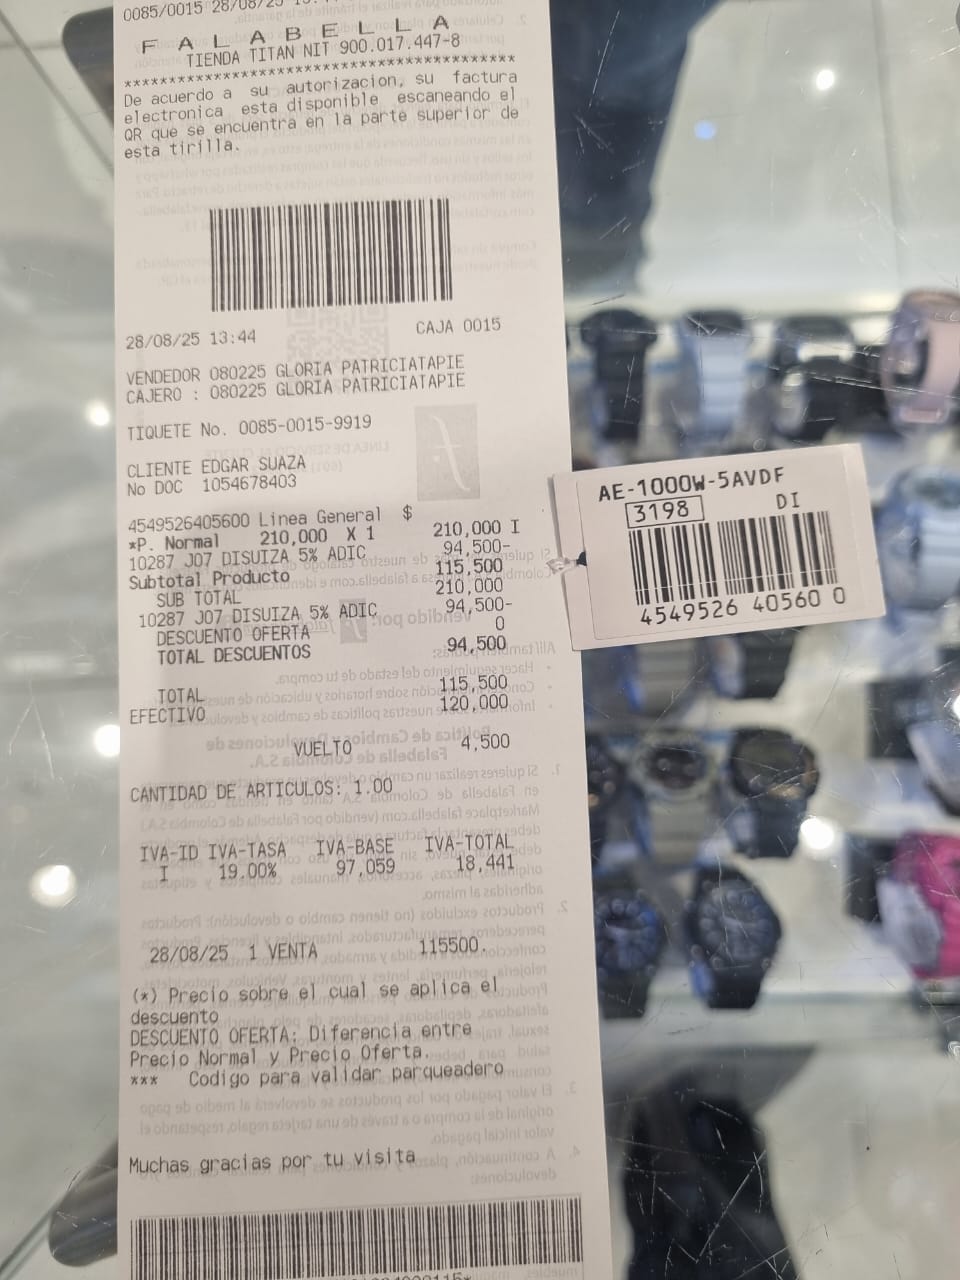 0085/0015 28/08/25
F A L A B E L L A
TIENDA TITAN NIT 900.017.447-8
******************************************
De acuerdo a su autorizacion, su factura
electronica esta disponible escaneando el
QR que se encuentra en la parte superior de
esta tirilla.
28/08/25 13:44 CAJA 0015
VENDEDOR 080225 GLORIA PATRICIATAPIE
CAJERO : 080225 GLORIA PATRICIATAPIE
TIQUETE No. 0085-0015-9919
CLIENTE EDGAR SUAZA
No DOC 1054678403
4549526405600 Linea General $
*P. Normal 210,000 X 1 210,000 I
10287 J07 DISUIZA 5% ADIC 94,500-
Subtotal Producto 115,500
SUB TOTAL 210,000
10287 J07 DISUIZA 5% ADIC 94,500-
DESCUENTO OFERTA 0
TOTAL DESCUENTOS 94,500
TOTAL 115,500
EFECTIVO 120,000
VUELTO 4,500
CANTIDAD DE ARTICULOS: 1.00
IVA-ID IVA-TASA IVA-BASE IVA-TOTAL
I 19.00% 97,059 18,441
28/08/25 1 VENTA 115500.
(*) Precio sobre el cual se aplica el
descuento
DESCUENTO OFERTA: Diferencia entre
Precio Normal y Precio Oferta.
*** Codigo para validar parqueadero
Muchas gracias por tu visita
AE-1000W-5AVDF
3198 DI
4549526 40560 0